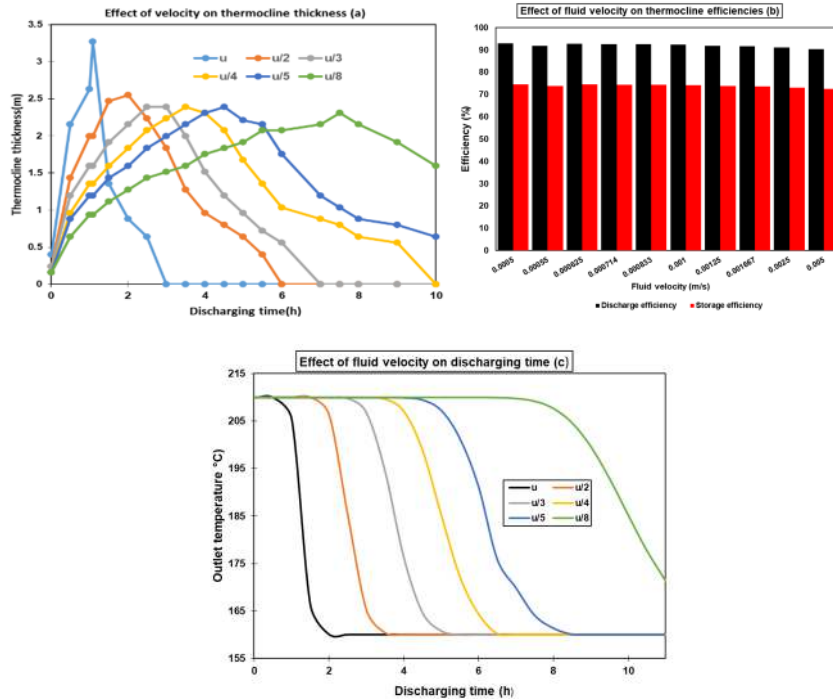 Effect of velocity on thermocline thickness (a)
3.5
3
2.5
2
1.5
1
0.5
0
Thermocline thickness(m)
u u/2 u/3
u/4 u/5 u/8
0 2 4 6 8 10
Discharging time(h)
Effect of fluid velocity on thermocline efficiencies (b)
100
90
80
70
60
50
40
30
20
10
0
Efficiency (%)
0.0005 0.00055 0.000625 0.000714 0.000833 0.001 0.00125 0.001667 0.0025 0.005
Fluid velocity (m/s)
Discharge efficiency Storage efficiency
Effect of fluid velocity on discharging time (c)
215
205
195
185
175
165
155
Outlet temperature °C)
u u/2
u/3 u/4
u/5 u/8
0 2 4 6 8 10
Discharging time (h)